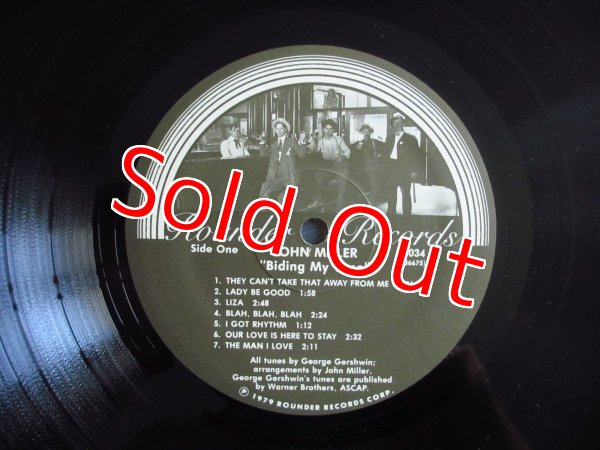 Sold Out
Rounder Records
Side One
JOHN MILLER
034
"Biding My
1. THEY CAN'T TAKE THAT AWAY FROM ME
2. LADY BE GOOD 1:58
3. LIZA 2:48
4. BLAH, BLAH, BLAH 2:24
5. I GOT RHYTHM 1:12
6. OUR LOVE IS HERE TO STAY 2:32
7. THE MAN I LOVE 2:11
All tunes by George Gershwin;
arrangements by John Miller.
George Gershwin's tunes are published
by Warner Brothers, ASCAP.
Ⓟ 1979 ROUNDER RECORDS CORP.